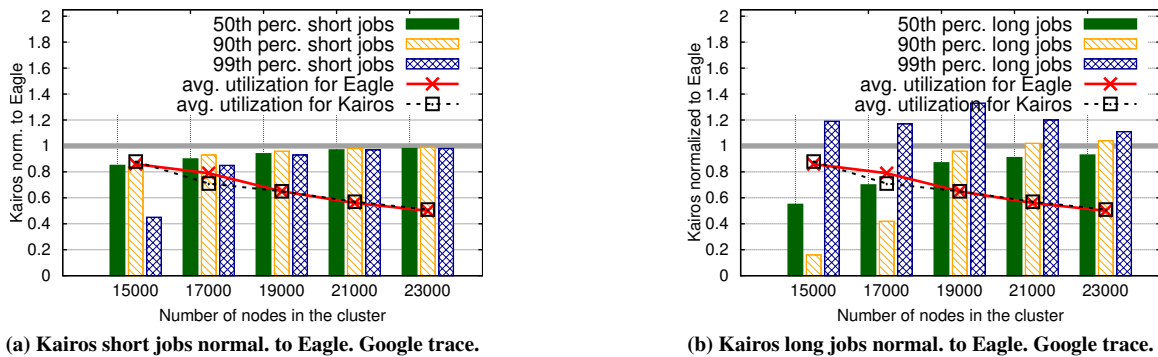 Kairos norm. to Eagle
2
1.8
1.6
1.4
1.2
1
0.8
0.6
0.4
0.2
0
50th perc. short jobs
90th perc. short jobs
99th perc. short jobs
avg. utilization for Eagle
avg. utilization for Kairos
15000 17000 19000 21000 23000
Number of nodes in the cluster
(a) Kairos short jobs normal. to Eagle. Google trace.
Kairos normalized to Eagle
2
1.8
1.6
1.4
1.2
1
0.8
0.6
0.4
0.2
0
50th perc. long jobs
90th perc. long jobs
99th perc. long jobs
avg. utilization for Eagle
avg. utilization for Kairos
15000 17000 19000 21000 23000
Number of nodes in the cluster
(b) Kairos long jobs normal. to Eagle. Google trace.